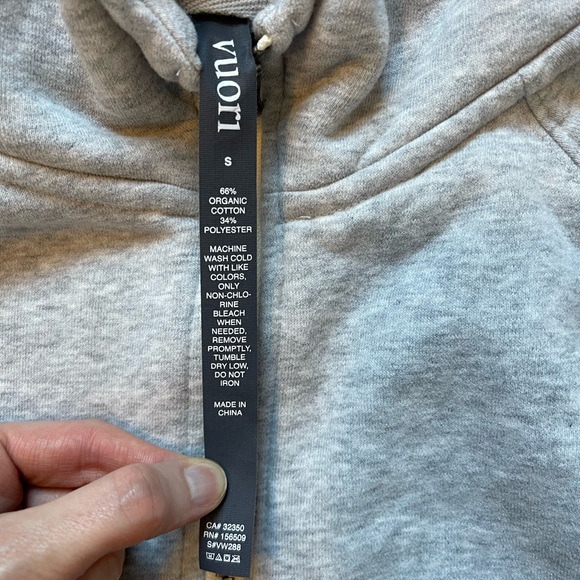 vuori
S
66%
ORGANIC
COTTON
34%
POLYESTER
MACHINE
WASH COLD
WITH LIKE
COLORS,
ONLY
NON-CHLO-
RINE
BLEACH
WHEN
NEEDED,
REMOVE
PROMPTLY,
TUMBLE
DRY LOW,
DO NOT
IRON
MADE IN
CHINA
CA# 32350
RN# 156509
S#VW288